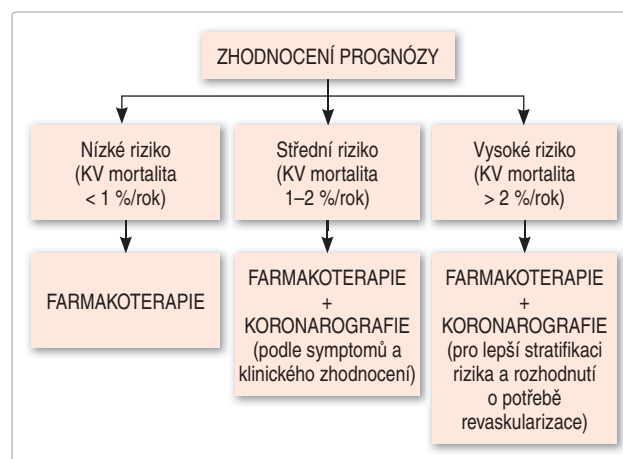 ZHODNOCENÍ PROGNÓZY
Nízké riziko
(KV mortalita
< 1 %/rok)
Střední riziko
(KV mortalita
1–2 %/rok)
Vysoké riziko
(KV mortalita
> 2 %/rok)
FARMAKOTERAPIE
FARMAKOTERAPIE
+
KORONAROGRAFIE
(podle symptomů a
klinického zhodnocení)
FARMAKOTERAPIE
+
KORONAROGRAFIE
(pro lepší stratifikaci
rizika a rozhodnutí
o potřebě
revaskularizace)